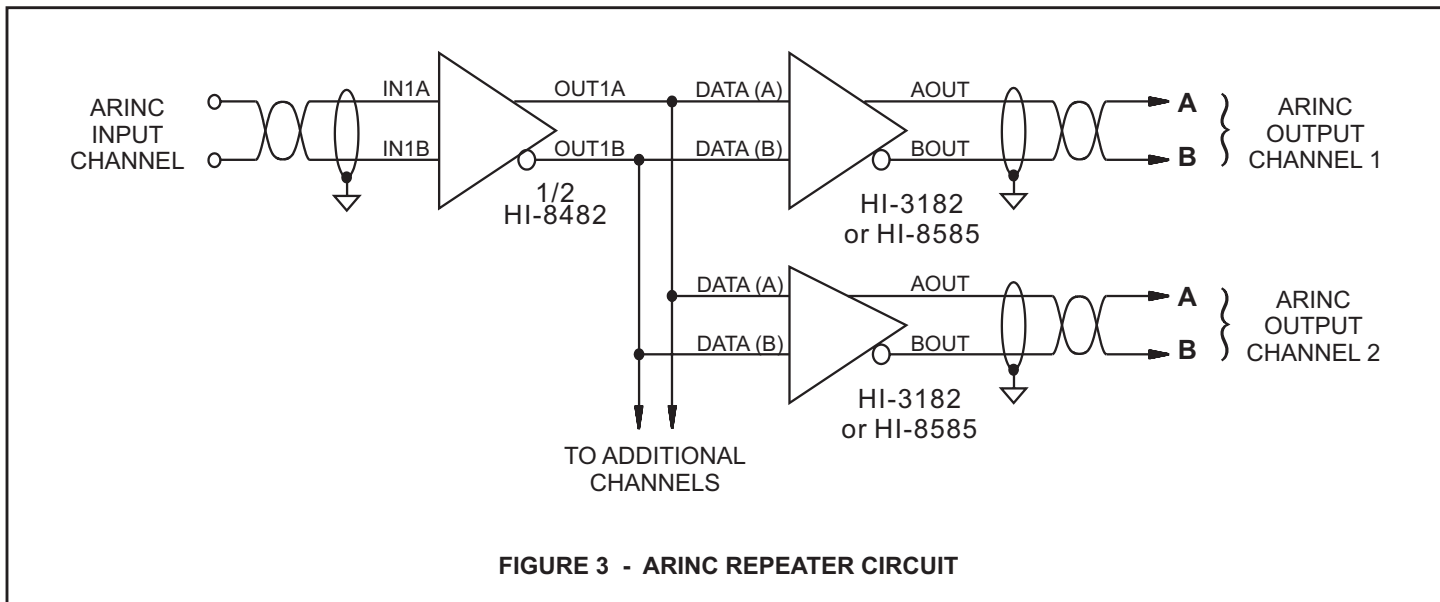 ARINC
INPUT
CHANNEL
IN1A
IN1B
OUT1A
OUT1B
1/2
HI-8482
DATA (A)
DATA (B)
AOUT
BOUT
HI-3182
or HI-8585
A
B
ARINC
OUTPUT
CHANNEL 1
DATA (A)
DATA (B)
AOUT
BOUT
HI-3182
or HI-8585
A
B
ARINC
OUTPUT
CHANNEL 2
TO ADDITIONAL
CHANNELS
FIGURE 3 - ARINC REPEATER CIRCUIT